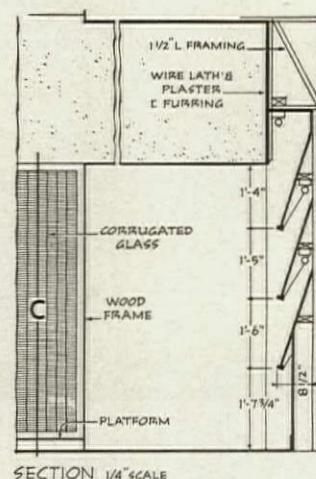 1 1/2" L FRAMING
WIRE LATH &
PLASTER
C FURRING
1'-4"
CORRUGATED
GLASS
1'-5"
C
WOOD
FRAME
1'-6"
8 1/2"
1'-7 3/4"
PLATFORM
SECTION 1/4" SCALE